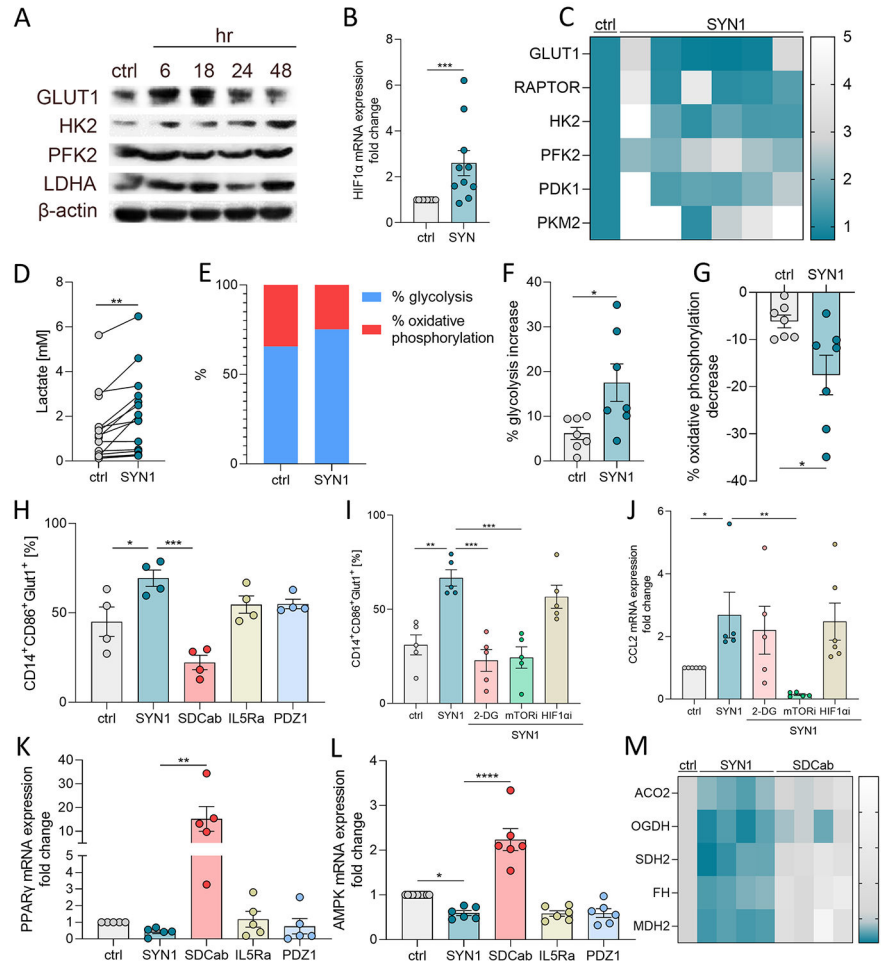 A
hr
ctrl 6 18 24 48
GLUT1
HK2
PFK2
LDHA
β-actin
B
HIF1α mRNA expression
fold change
8
6
4
2
0
***
ctrl SYN
C
ctrl SYN1
GLUT1
RAPTOR
HK2
PFK2
PDK1
PKM2
5
4
3
2
1
D
Lactate [mM]
8
6
4
2
0
**
ctrl SYN1
E
%
100
50
0
ctrl SYN1
% glycolysis
% oxidative
phosphorylation
F
% glycolysis increase
40
30
20
10
0
*
ctrl SYN1
G
ctrl SYN1
% oxidative phosphorylation
decrease
0
-10
-20
-30
-40
*
H
CD14+CD86+Glut1+ [%]
100
50
0
* ***
ctrl SYN1 SDCab IL5Ra PDZ1
I
CD14+CD86+Glut1+ [%]
100
50
0
***
** ***
ctrl SYN1 2-DG mTORi HIF1αi
SYN1
J
CCL2 mRNA expression
fold change
6
4
2
0
* **
ctrl SYN1 2-DG mTORi HIF1αi
SYN1
K
PPARγ mRNA expression
fold change
40
30
20
10
5
4
3
2
1
0
**
ctrl SYN1 SDCab IL5Ra PDZ1
L
AMPK mRNA expression
fold change
4
3
2
1
0
****
*
ctrl SYN1 SDCab IL5Ra PDZ1
M
ctrl SYN1 SDCab
ACO2
OGDH
SDH2
FH
MDH2